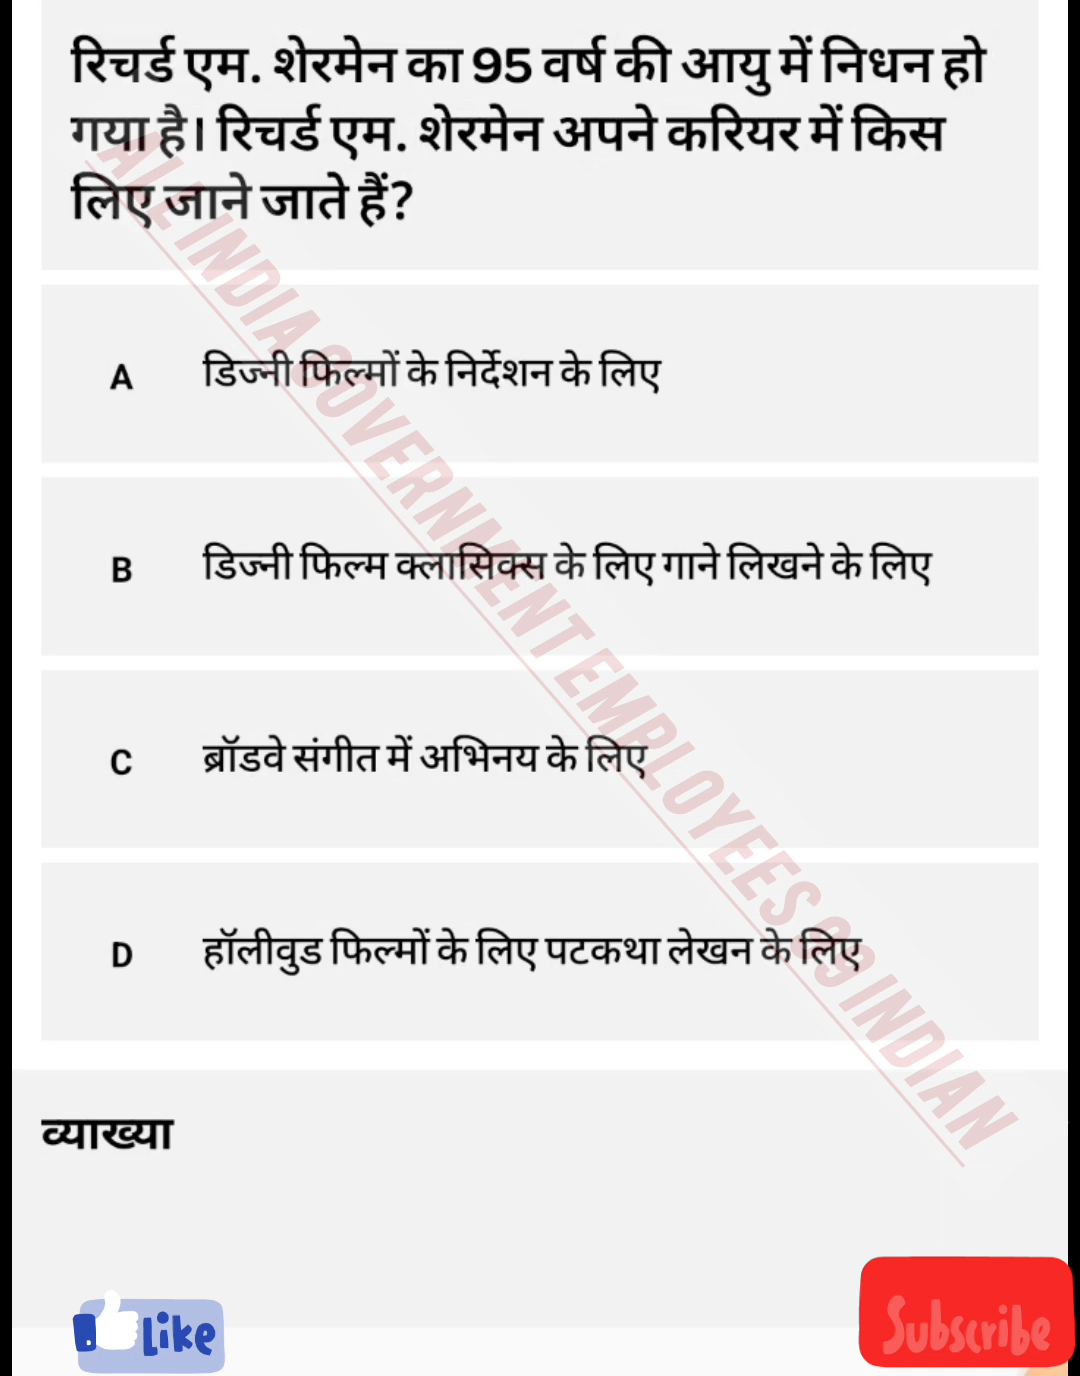 रिचर्ड एम. शेरमेन का 95 वर्ष की आयु में निधन हो
गया है। रिचर्ड एम. शेरमेन अपने करियर में किस
लिए जाने जाते हैं?
A डिज्नी फिल्मों के निर्देशन के लिए
B डिज्नी फिल्म क्लासिक्स के लिए गाने लिखने के लिए
C ब्रॉडवे संगीत में अभिनय के लिए
D हॉलीवुड फिल्मों के लिए पटकथा लेखन के लिए
व्याख्या
Like
Subscribe
ALL INDIA GOVERNMENT EMPLOYEES 99 INDIAN